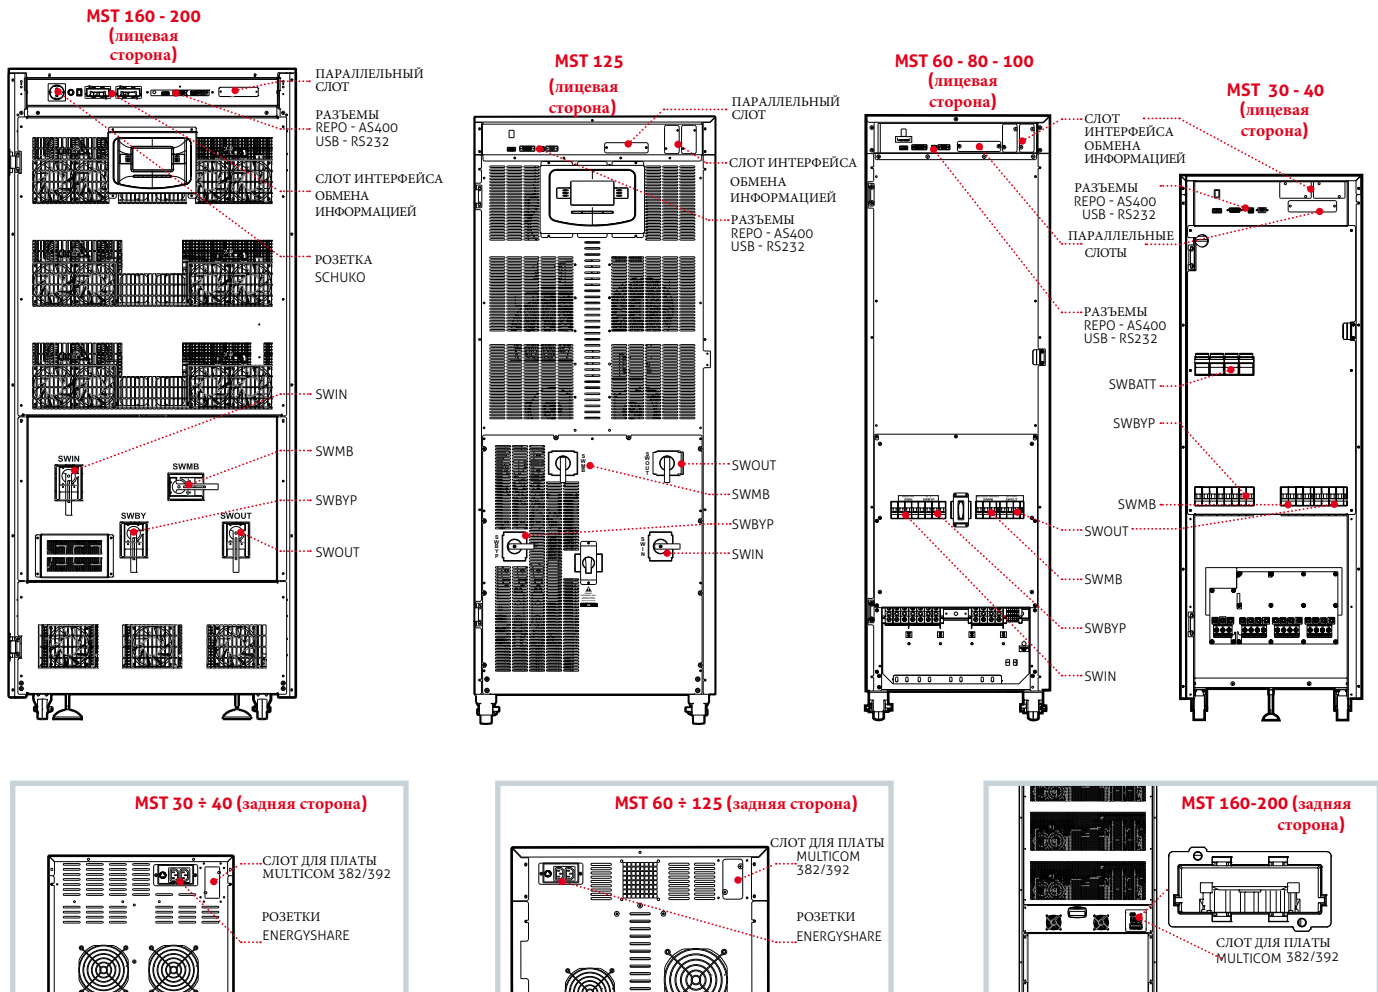 MST 160 - 200
(лицевая
сторона)
ПАРАЛЛЕЛЬНЫЙ
СЛОТ
РАЗЪЕМЫ
REPO - AS400
USB - RS232
СЛОТ ИНТЕРФЕЙСА
ОБМЕНА
ИНФОРМАЦИЕЙ
РОЗЕТКА
SCHUKO
SWIN
SWMB
SWBYP
SWOUT
SWIN
SWMB
SWBY
SWOUT
MST 125
(лицевая
сторона)
ПАРАЛЛЕЛЬНЫЙ
СЛОТ
СЛОТ ИНТЕРФЕЙСА
ОБМЕНА
ИНФОРМАЦИЕЙ
РАЗЪЕМЫ
REPO - AS400
USB - RS232
SWOUT
SWMB
SWBYP
SWIN
SWMB
SWOUT
SWBYP
SWIN
MST 60 - 80 - 100
(лицевая
сторона)
СЛОТ
ИНТЕРФЕЙСА
ОБМЕНА
ИНФОРМАЦИЕЙ
РАЗЪЕМЫ
REPO - AS400
USB - RS232
ПАРАЛЛЕЛЬНЫЕ
СЛОТЫ
РАЗЪЕМЫ
REPO - AS400
USB - RS232
SWBATT
SWBYP
SWMB
SWOUT
SWMB
SWBYP
SWIN
MST 30 - 40
(лицевая
сторона)
MST 30 ÷ 40 (задняя сторона)
СЛОТ ДЛЯ ПЛАТЫ
MULTICOM 382/392
РОЗЕТКИ
ENERGYSHARE
MST 60 ÷ 125 (задняя сторона)
СЛОТ ДЛЯ ПЛАТЫ
MULTICOM
382/392
РОЗЕТКИ
ENERGYSHARE
MST 160-200 (задняя
сторона)
СЛОТ ДЛЯ ПЛАТЫ
MULTICOM 382/392